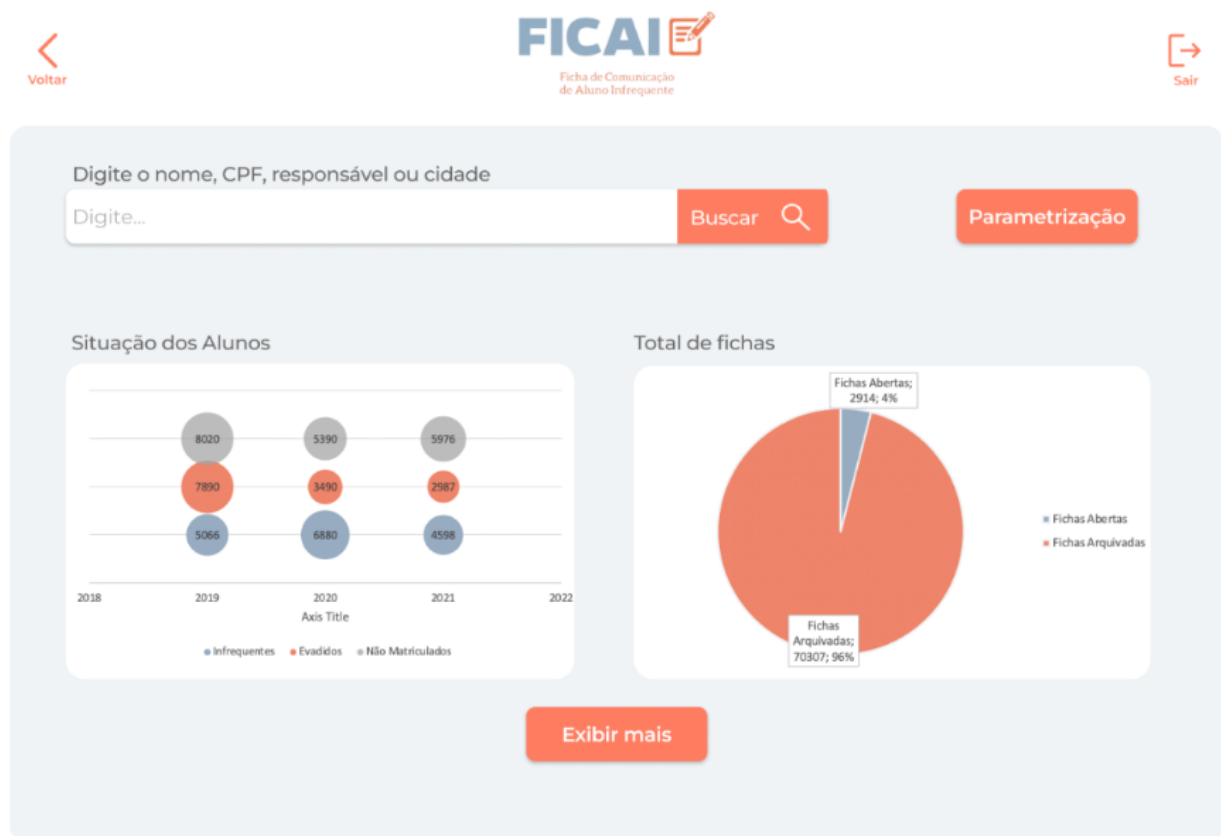 FICAI
Ficha de Comunicação
de Aluno Infrequente
Voltar
Sair
Digite o nome, CPF, responsável ou cidade
Digite...
Buscar
Parametrização
Situação dos Alunos
8020
5390
5976
7890
3490
2987
5066
6880
4598
2018
2019
2020
2021
2022
Axis Title
Infrequentes
Evadidos
Não Matriculados
Total de fichas
Fichas Abertas;
2914; 4%
Fichas Abertas
Fichas Arquivadas
Fichas
Arquivadas;
70307; 96%
Exibir mais